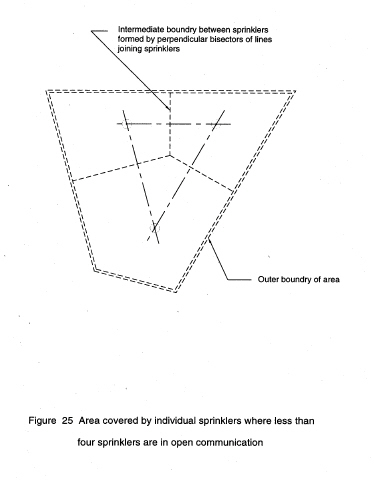 Intermediate boundry between sprinklers
formed by perpendicular bisectors of lines
joining sprinklers
Outer boundry of area
Figure 25 Area covered by individual sprinklers where less than
four sprinklers are in open communication